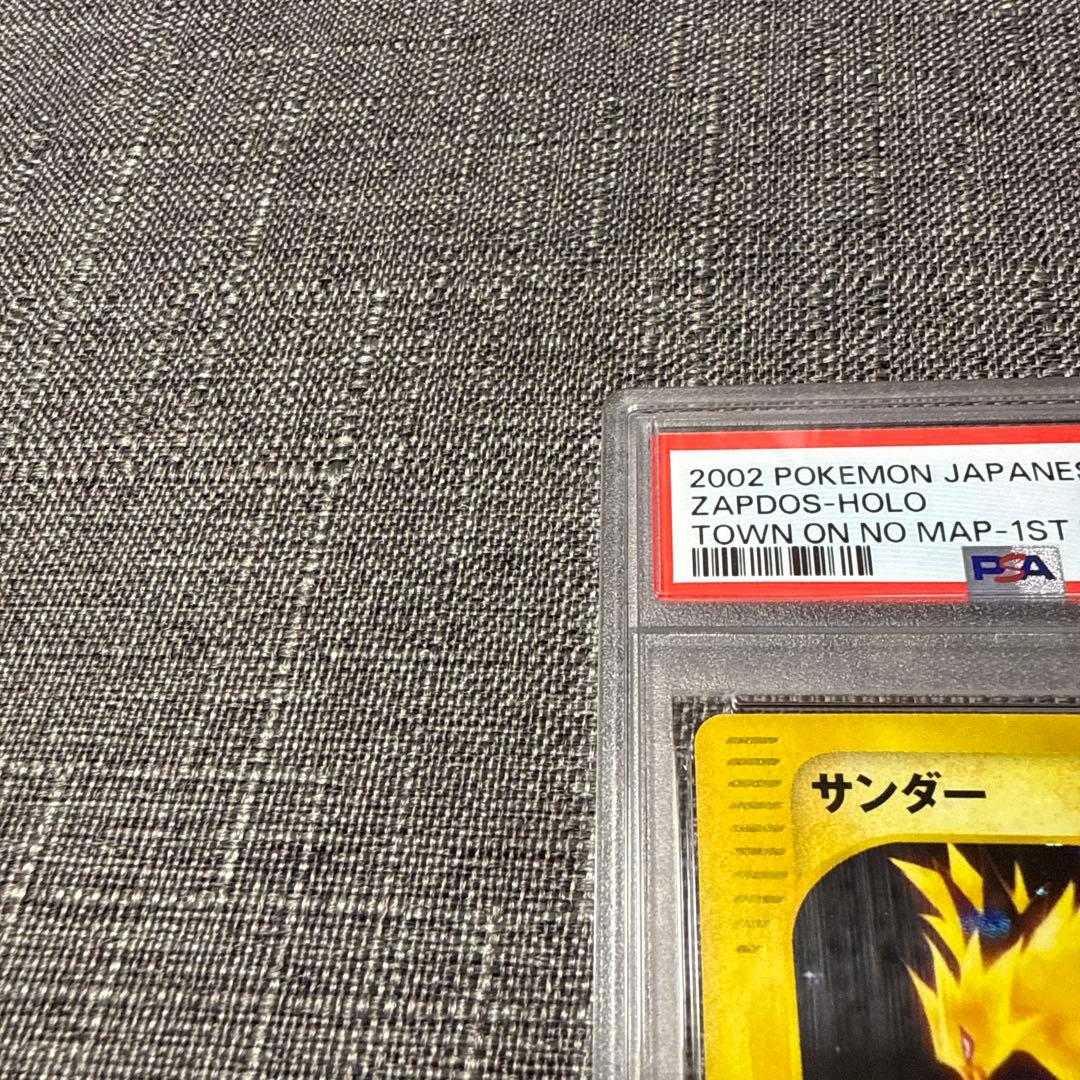 2002 POKEMON JAPANES
ZAPDOS-HOLO
TOWN ON NO MAP-1ST
PSA
サンダー